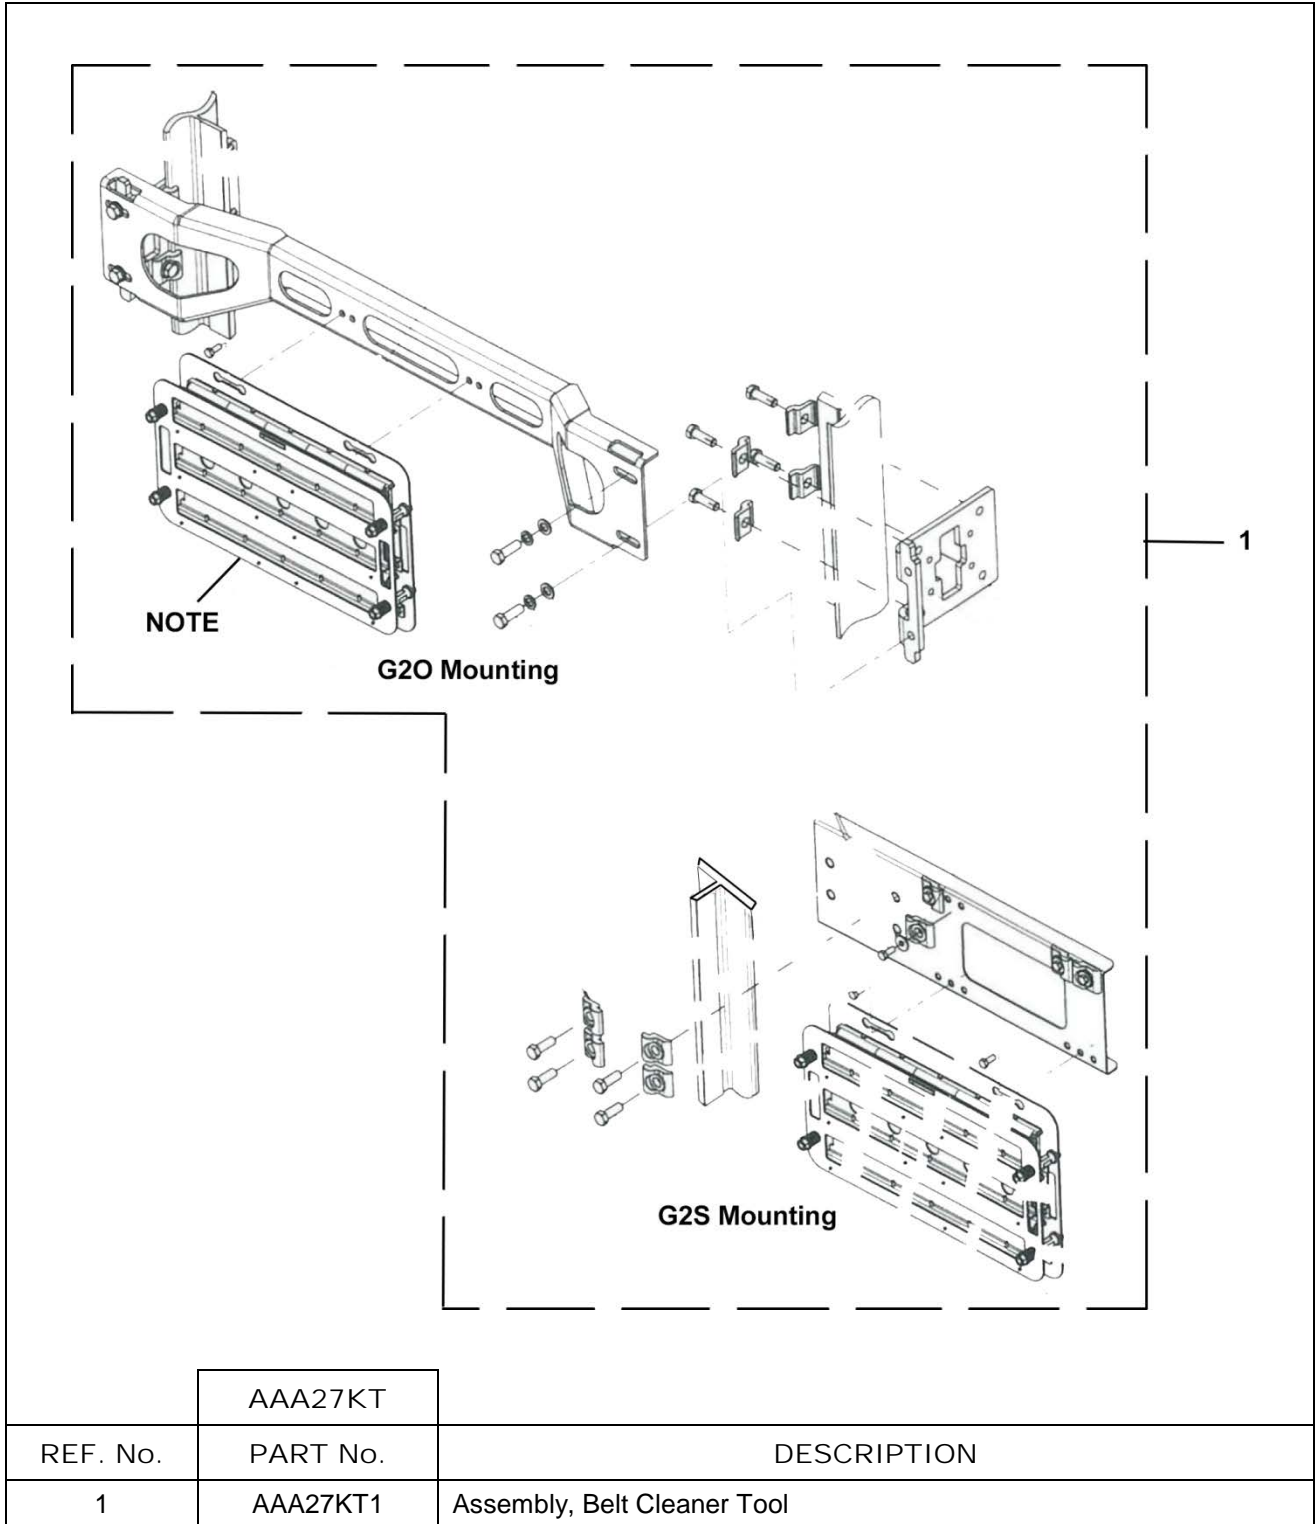 1
NOTE
G2O Mounting
G2S Mounting
AAA27KT
REF. No. PART No. DESCRIPTION
1 AAA27KT1 Assembly, Belt Cleaner Tool